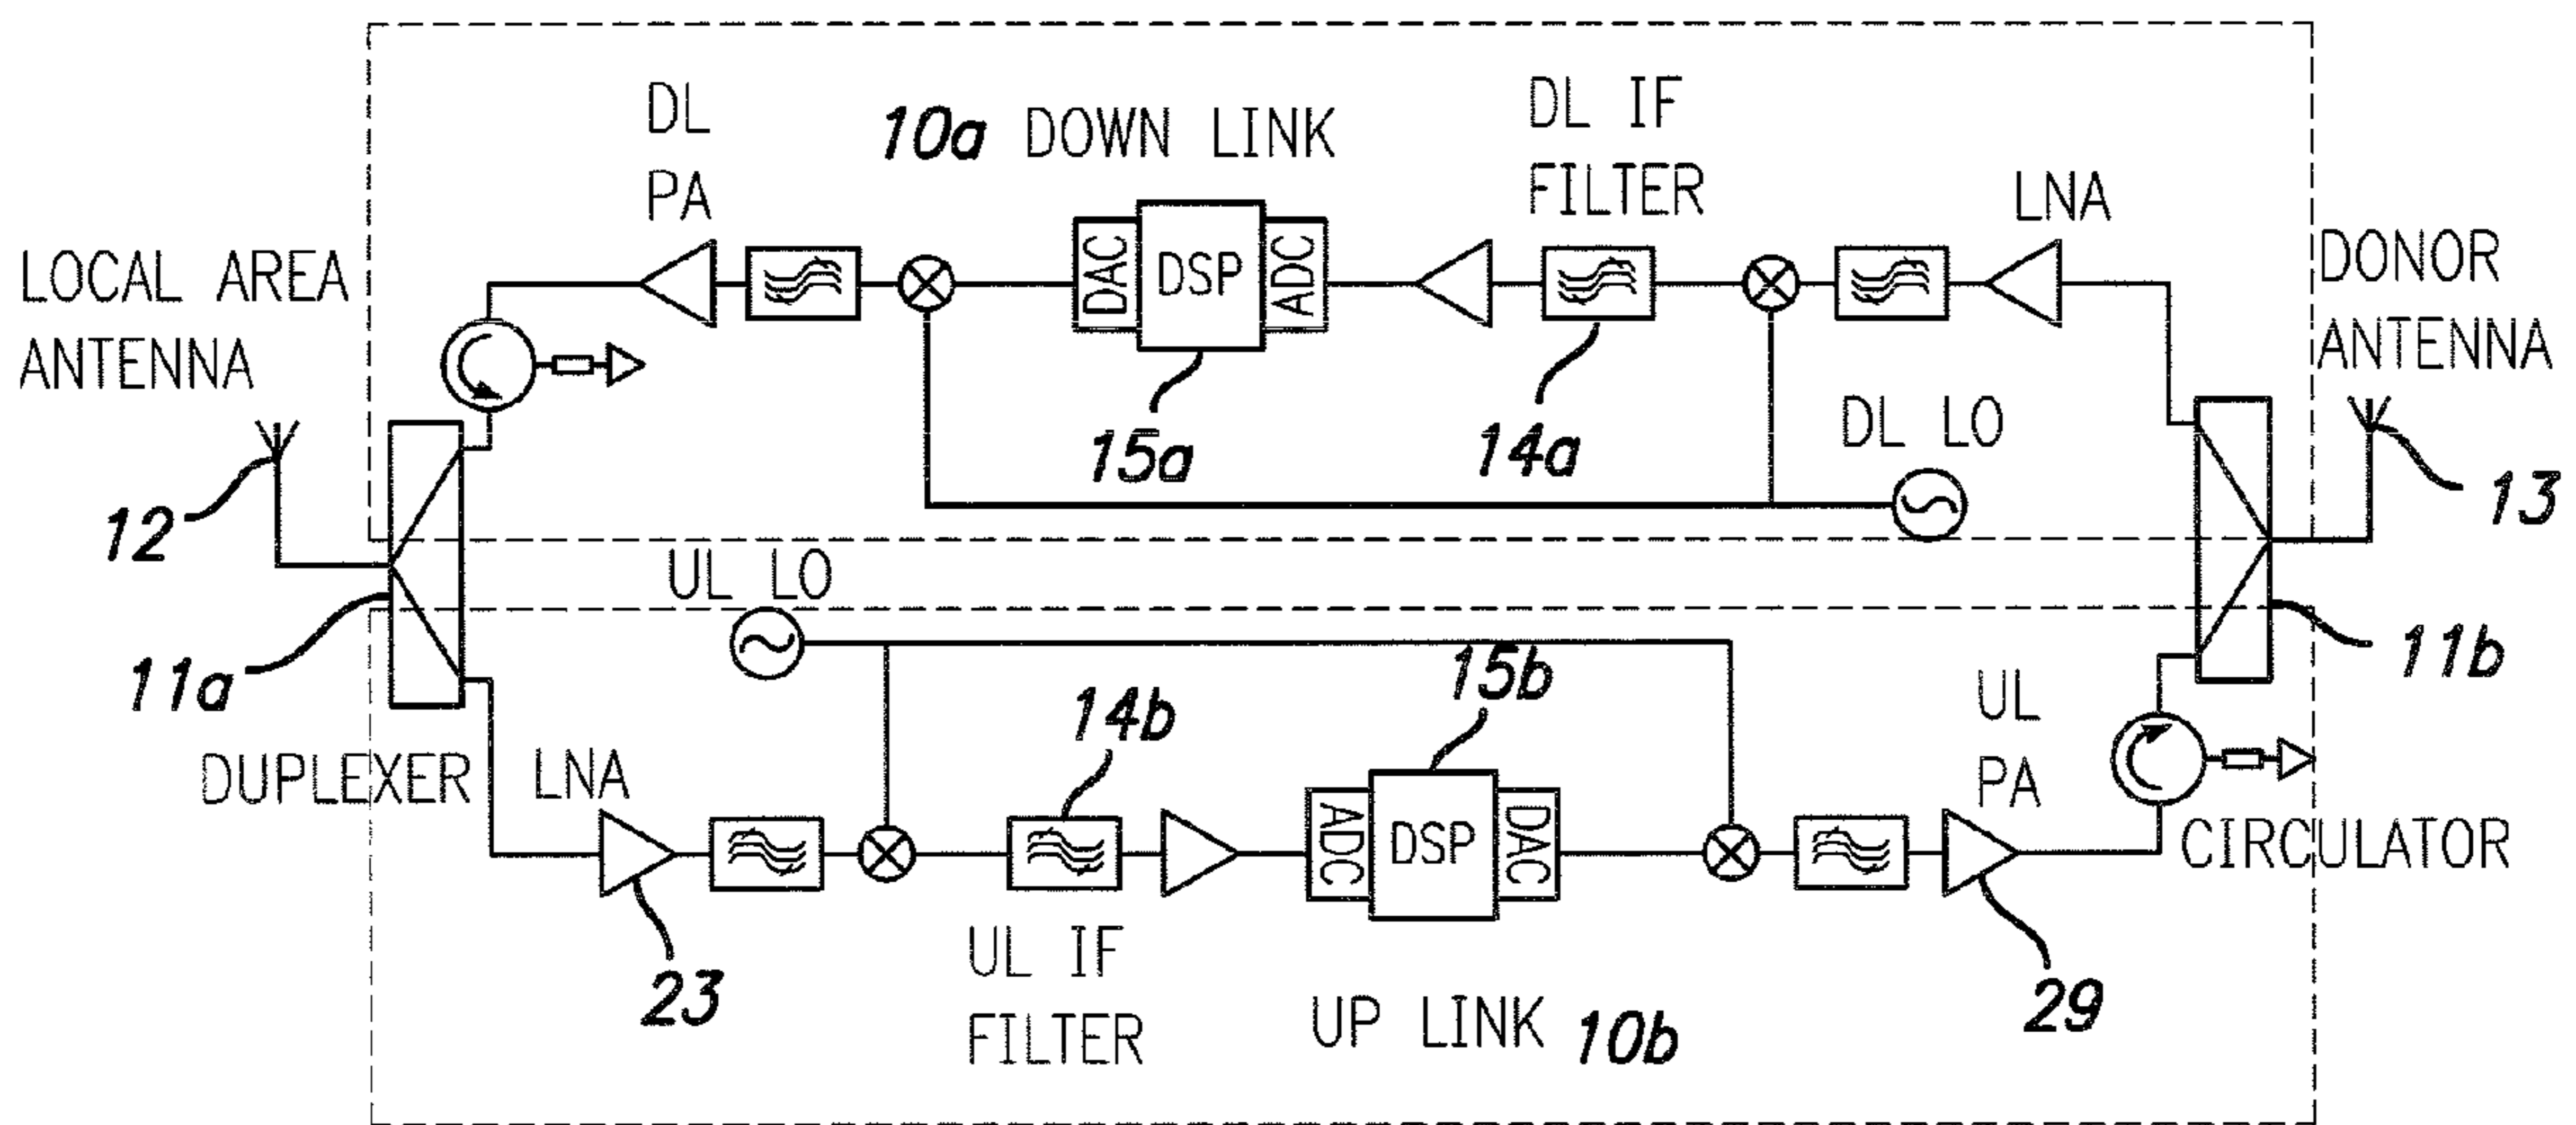 DL
PA
10a DOWN LINK
DL IF
FILTER
LNA
LOCAL AREA
ANTENNA
DAC
DSP
ADC
DONOR
ANTENNA
12
15a
14a
DL LO
13
UL LO
11a
15b
11b
14b
DUPLEXER
LNA
UL
PA
ADC
DSP
DAC
CIRCULATOR
23
UL IF
FILTER
UP LINK 10b
29